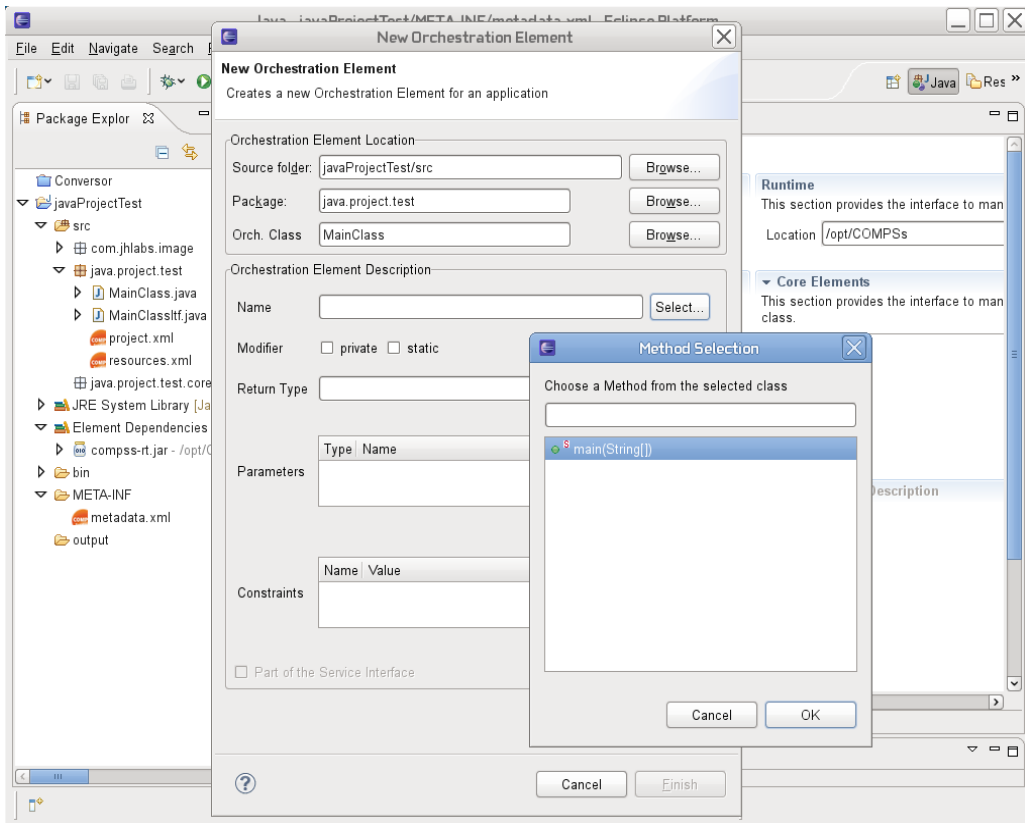 Java - javaProjectTest/META-INF/metadata.xml - Eclipse Platform
File Edit Navigate Search
Java
Res »
Package Explor
Conversor
javaProjectTest
src
com.jhlabs.image
java.project.test
MainClass.java
MainClassItf.java
project.xml
resources.xml
java.project.test.core
JRE System Library [Ja
Element Dependencies
compss-rt.jar - /opt/
bin
META-INF
metadata.xml
output
New Orchestration Element
New Orchestration Element
Creates a new Orchestration Element for an application
Orchestration Element Location
Source folder: javaProjectTest/src Browse...
Package: java.project.test Browse...
Orch. Class MainClass Browse...
Orchestration Element Description
Name Select...
Modifier private static
Return Type
Parameters
Type Name
Constraints
Name Value
Part of the Service Interface
? Cancel Finish
Method Selection
Choose a Method from the selected class
S main(String[])
Cancel OK
Runtime
This section provides the interface to man
Location /opt/COMPSs
Core Elements
This section provides the interface to man
class.
Description